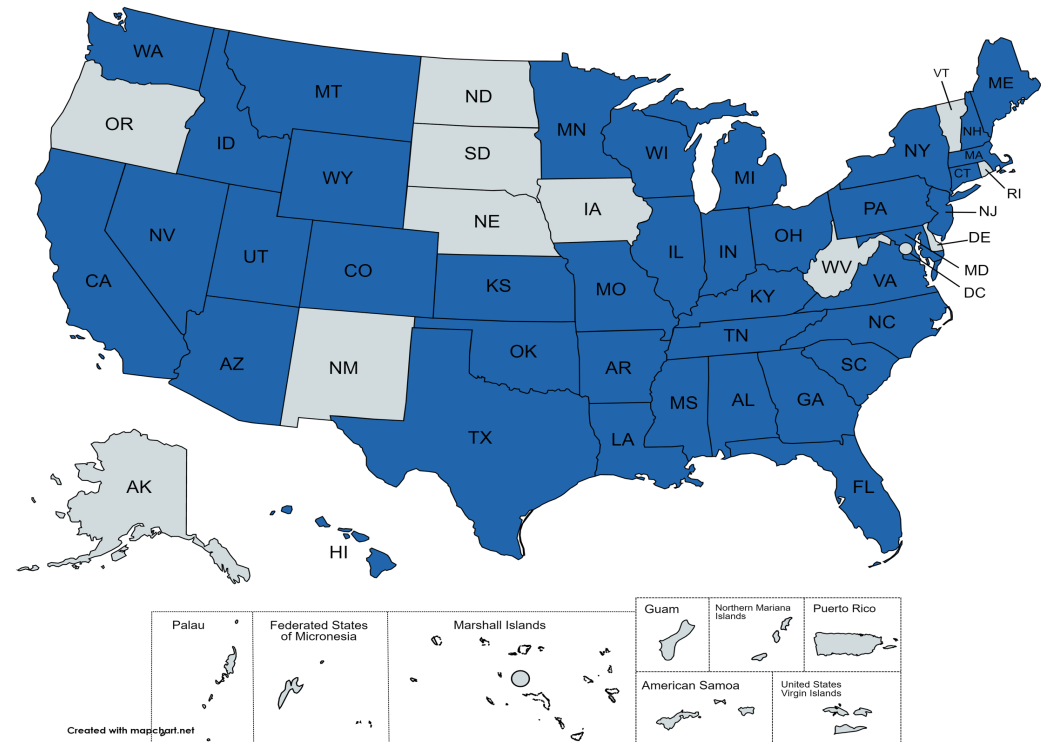 WA
MT
ND
MN
VT
ME
OR
ID
SD
WI
MI
NY
NH
MA
CT
RI
WY
NE
IA
PA
NJ
NV
UT
CO
IL
IN
OH
DE
CA
KS
MO
WV
VA
MD
DC
KY
AZ
NM
OK
TN
NC
AR
SC
TX
MS
AL
GA
LA
AK
FL
HI
Palau
Federated States
of Micronesia
Marshall Islands
Guam
Northern Mariana
Islands
Puerto Rico
American Samoa
United States
Virgin Islands
Created with mapchart.net